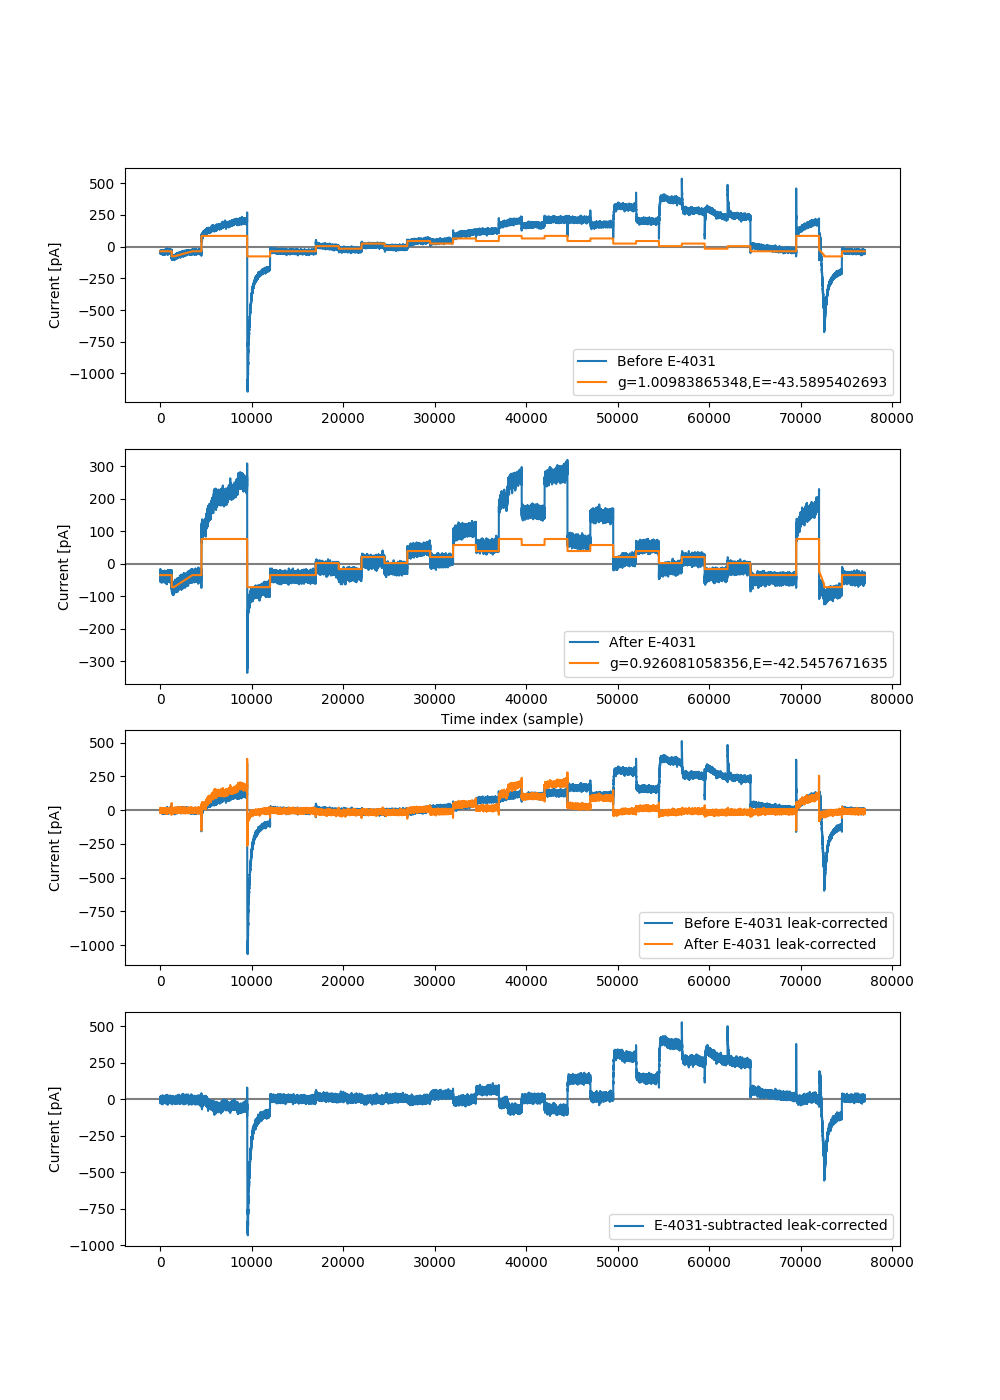 500
250
0
−250
−500
−750
−1000
Current [pA]
Before E-4031
g=1.00983865348,E=-43.5895402693
0 10000 20000 30000 40000 50000 60000 70000 80000
300
200
100
0
−100
−200
−300
Current [pA]
After E-4031
g=0.926081058356,E=-42.5457671635
0 10000 20000 30000 40000 50000 60000 70000 80000
Time index (sample)
500
250
0
−250
−500
−750
−1000
Current [pA]
Before E-4031 leak-corrected
After E-4031 leak-corrected
0 10000 20000 30000 40000 50000 60000 70000 80000
500
250
0
−250
−500
−750
−1000
Current [pA]
E-4031-subtracted leak-corrected
0 10000 20000 30000 40000 50000 60000 70000 80000